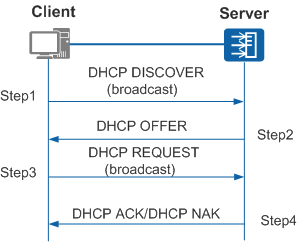 Client Server
DHCP DISCOVER
(broadcast)
Step1
DHCP OFFER
Step2
DHCP REQUEST
(broadcast)
Step3
DHCP ACK/DHCP NAK
Step4